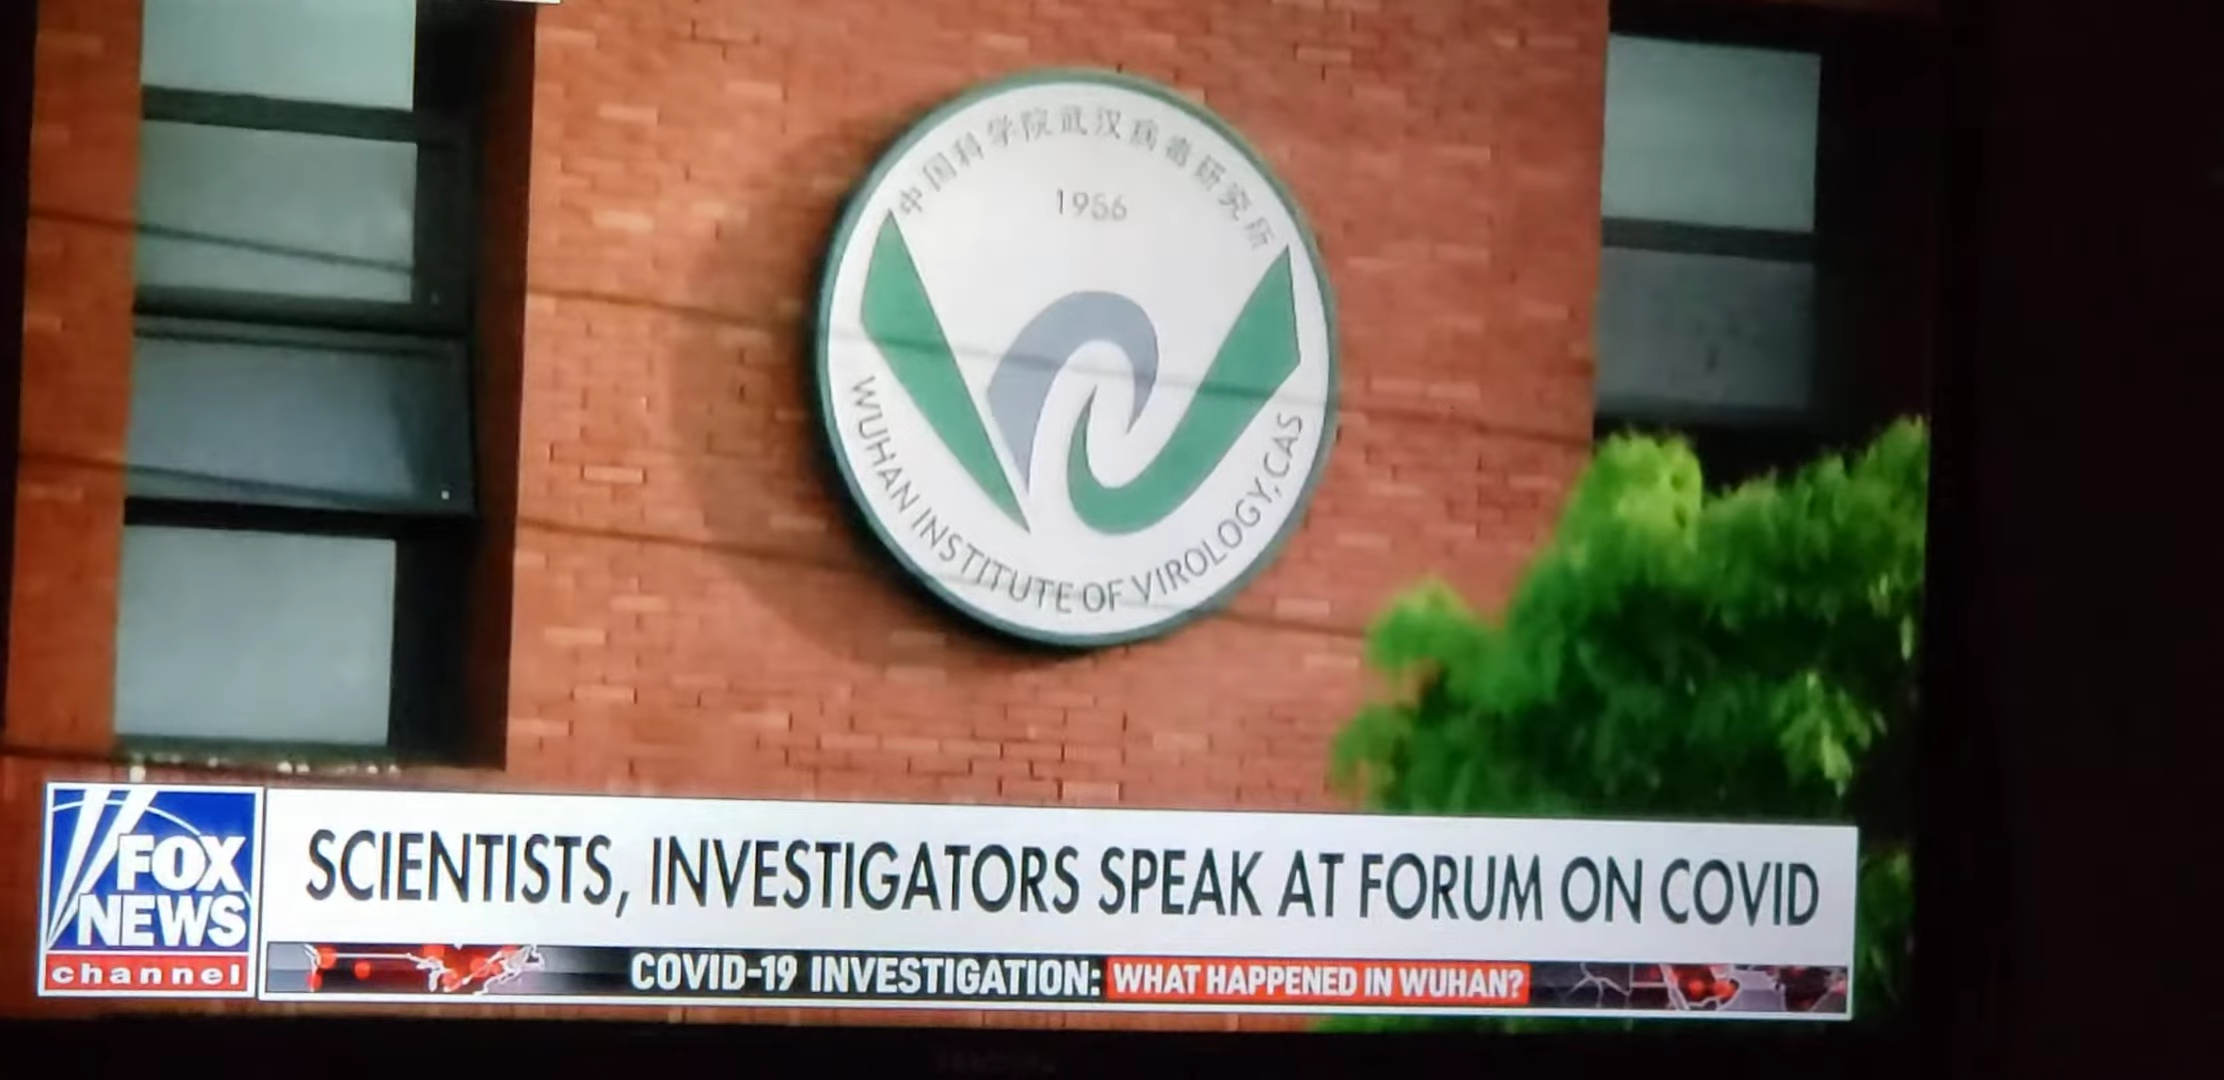 中国科学院武汉病毒研究所
1956
WUHAN INSTITUTE OF VIROLOGY, CAS
FOX
NEWS
channel
SCIENTISTS, INVESTIGATORS SPEAK AT FORUM ON COVID
COVID-19 INVESTIGATION: WHAT HAPPENED IN WUHAN?